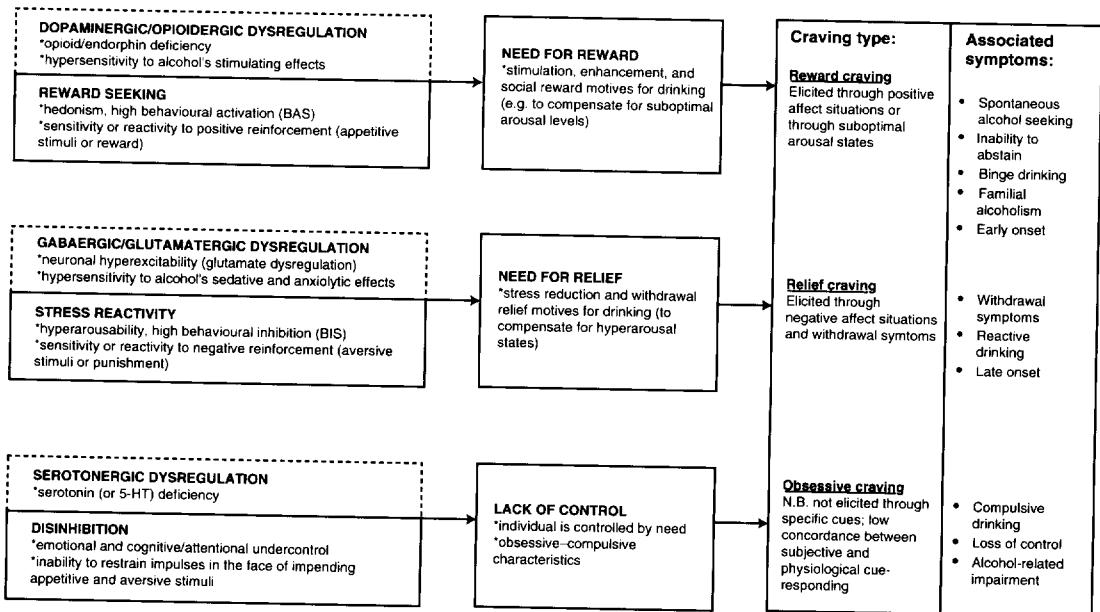 DOPAMINERGIC/OPIOIDERGIC DYSREGULATION
*opioid/endorphin deficiency
*hypersensitivity to alcohol's stimulating effects
REWARD SEEKING
*hedonism, high behavioural activation (BAS)
*sensitivity or reactivity to positive reinforcement (appetitive
stimuli or reward)
NEED FOR REWARD
*stimulation, enhancement, and
social reward motives for drinking
(e.g. to compensate for suboptimal
arousal levels)
Craving type:
Reward craving
Elicited through positive
affect situations or
through suboptimal
arousal states
Associated
symptoms:
• Spontaneous
alcohol seeking
• Inability to
abstain
• Binge drinking
• Familial
alcoholism
• Early onset
GABAERGIC/GLUTAMATERGIC DYSREGULATION
*neuronal hyperexcitability (glutamate dysregulation)
*hypersensitivity to alcohol's sedative and anxiolytic effects
STRESS REACTIVITY
*hyperarousability, high behavioural inhibition (BIS)
*sensitivity or reactivity to negative reinforcement (aversive
stimuli or punishment)
NEED FOR RELIEF
*stress reduction and withdrawal
relief motives for drinking (to
compensate for hyperarousal
states)
Relief craving
Elicited through
negative affect situations
and withdrawal symtoms
• Withdrawal
symptoms
• Reactive
drinking
• Late onset
SEROTONERGIC DYSREGULATION
*serotonin (or 5-HT) deficiency
DISINHIBITION
*emotional and cognitive/attentional undercontrol
*inability to restrain impulses in the face of impending
appetitive and aversive stimuli
LACK OF CONTROL
*individual is controlled by need
*obsessive–compulsive
characteristics
Obsessive craving
N.B. not elicited through
specific cues; low
concordance between
subjective and
physiological cue-
responding
• Compulsive
drinking
• Loss of control
• Alcohol-related
impairment